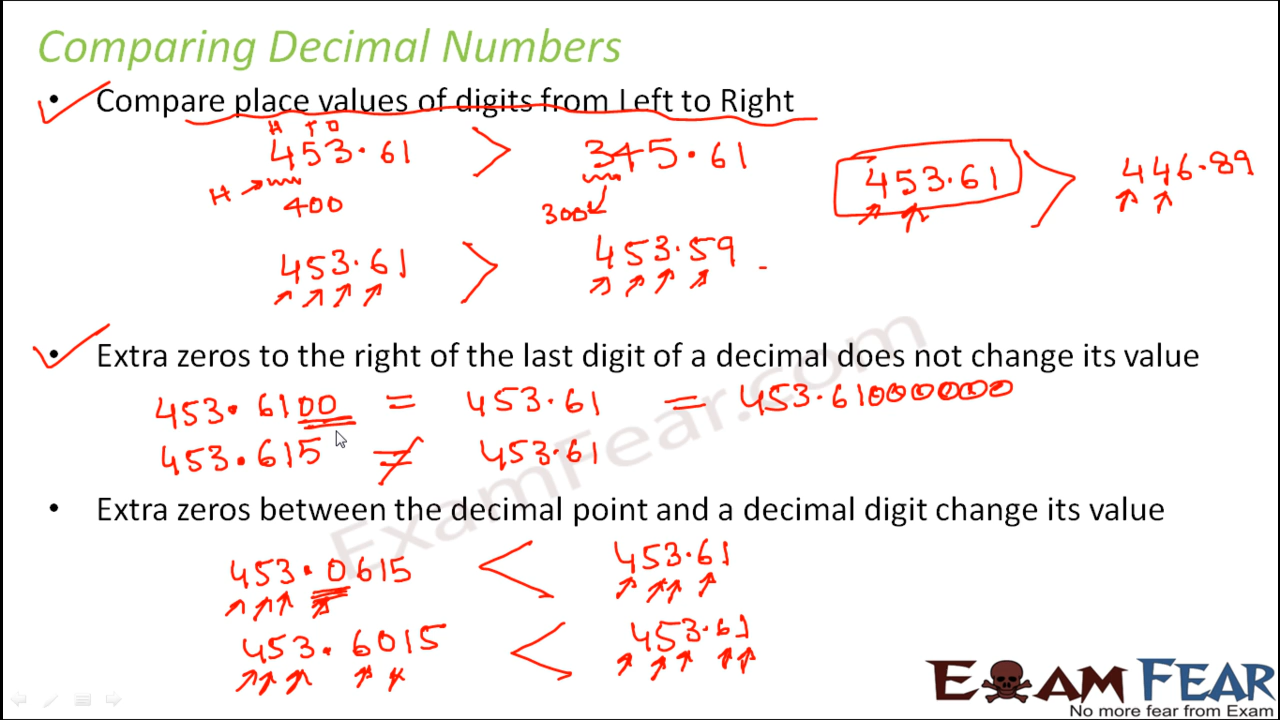 Comparing Decimal Numbers
• Compare place values of digits from Left to Right
H T O
453.61 > 345.61
H
400
300
453.61 > 446.89
453.61 > 453.59
• Extra zeros to the right of the last digit of a decimal does not change its value
453.6100 = 453.61 = 453.61000000
453.615 ≠ 453.61
• Extra zeros between the decimal point and a decimal digit change its value
453.0615 < 453.61
453.6015 < 453.61
ExamFear.com
EXAM FEAR
No more fear from Exam